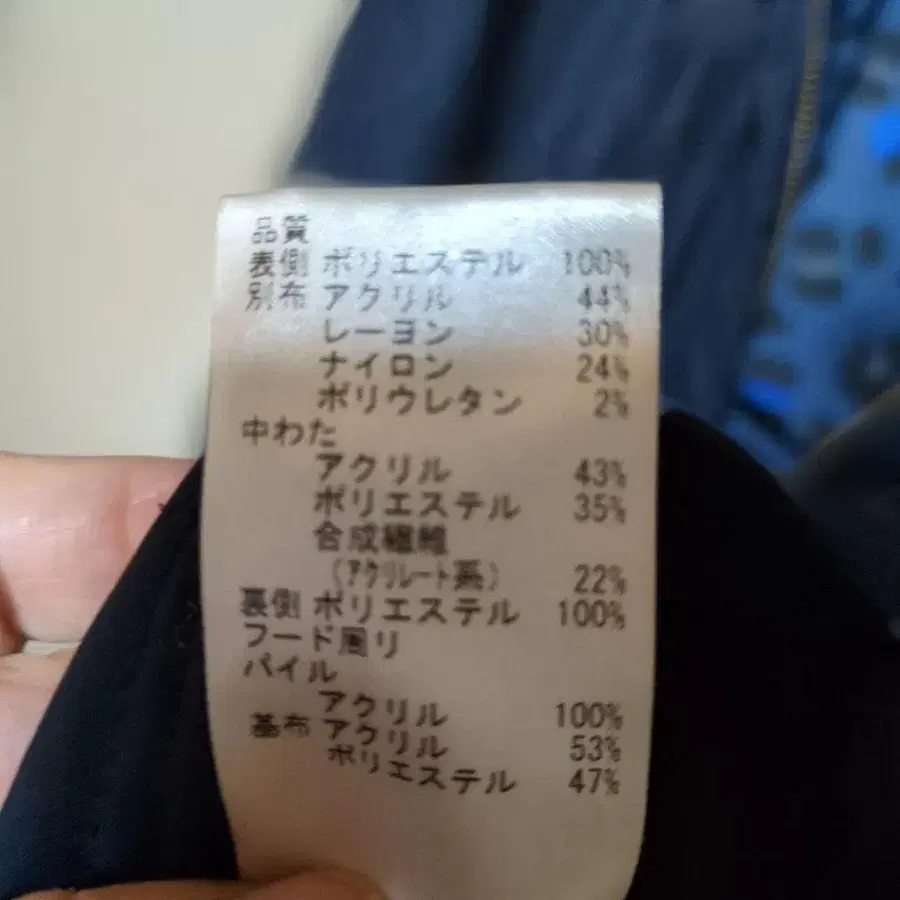 品質
表側 ポリエステル 100%
別布 アクリル 44%
レーヨン 30%
ナイロン 24%
ポリウレタン 2%
中わた
アクリル 43%
ポリエステル 35%
合成繊維
(アクリレート系) 22%
裏側 ポリエステル 100%
フード周り
パイル
アクリル 100%
基布 アクリル 53%
ポリエステル 47%